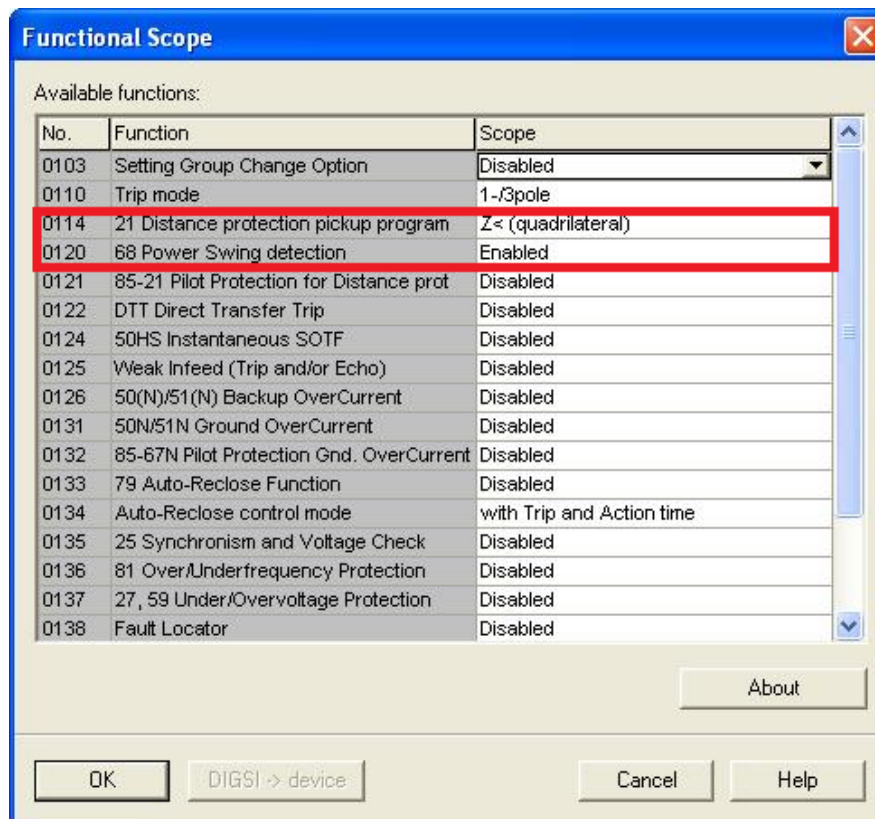 Functional Scope
Available functions:
No. Function Scope
0103 Setting Group Change Option Disabled
0110 Trip mode 1-/3pole
0114 21 Distance protection pickup program Z< (quadrilateral)
0120 68 Power Swing detection Enabled
0121 85-21 Pilot Protection for Distance prot Disabled
0122 DTT Direct Transfer Trip Disabled
0124 50HS Instantaneous SOTF Disabled
0125 Weak Infeed (Trip and/or Echo) Disabled
0126 50(N)/51(N) Backup OverCurrent Disabled
0131 50N/51N Ground OverCurrent Disabled
0132 85-67N Pilot Protection Gnd. OverCurrent Disabled
0133 79 Auto-Reclose Function Disabled
0134 Auto-Reclose control mode with Trip and Action time
0135 25 Synchronism and Voltage Check Disabled
0136 81 Over/Underfrequency Protection Disabled
0137 27, 59 Under/Overvoltage Protection Disabled
0138 Fault Locator Disabled
About
OK DIGSI -> device Cancel Help